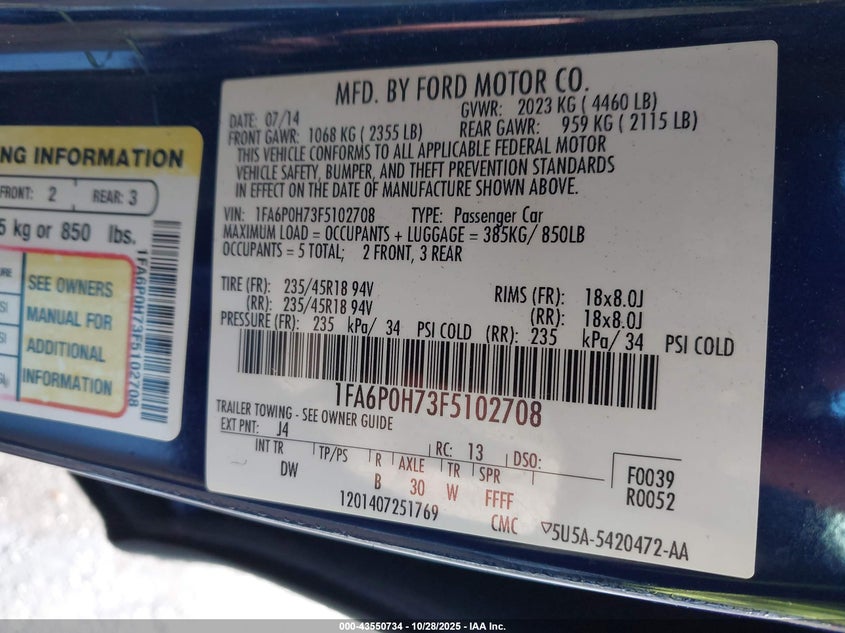 MFD. BY FORD MOTOR CO.
DATE: 07/14 GVWR: 2023 KG ( 4460 LB)
FRONT GAWR: 1068 KG ( 2355 LB) REAR GAWR: 959 KG ( 2115 LB)
THIS VEHICLE CONFORMS TO ALL APPLICABLE FEDERAL MOTOR
VEHICLE SAFETY, BUMPER, AND THEFT PREVENTION STANDARDS
IN EFFECT ON THE DATE OF MANUFACTURE SHOWN ABOVE.
VIN: 1FA6P0H73F5102708 TYPE: Passenger Car
MAXIMUM LOAD = OCCUPANTS + LUGGAGE = 385KG/ 850LB
OCCUPANTS = 5 TOTAL; 2 FRONT, 3 REAR
TIRE (FR): 235/45R18 94V RIMS (FR): 18x8.0J
(RR): 235/45R18 94V (RR): 18x8.0J
PRESSURE (FR): 235 kPa/ 34 PSI COLD (RR): 235 kPa/ 34 PSI COLD
1FA6P0H73F5102708
TRAILER TOWING - SEE OWNER GUIDE
EXT PNT: J4 RC: 13 DSO:
INT TR TP/PS R AXLE TR SPR F0039
DW B 30 W FFFF R0052
1201407251769 CMC 5U5A-5420472-AA
NG INFORMATION
FRONT: 2 REAR: 3
5 kg or 850 lbs.
SEE OWNERS
MANUAL FOR
ADDITIONAL
INFORMATION
1FA6P0H73F5102708
000-43550734 - 10/28/2025 - IAA Inc.